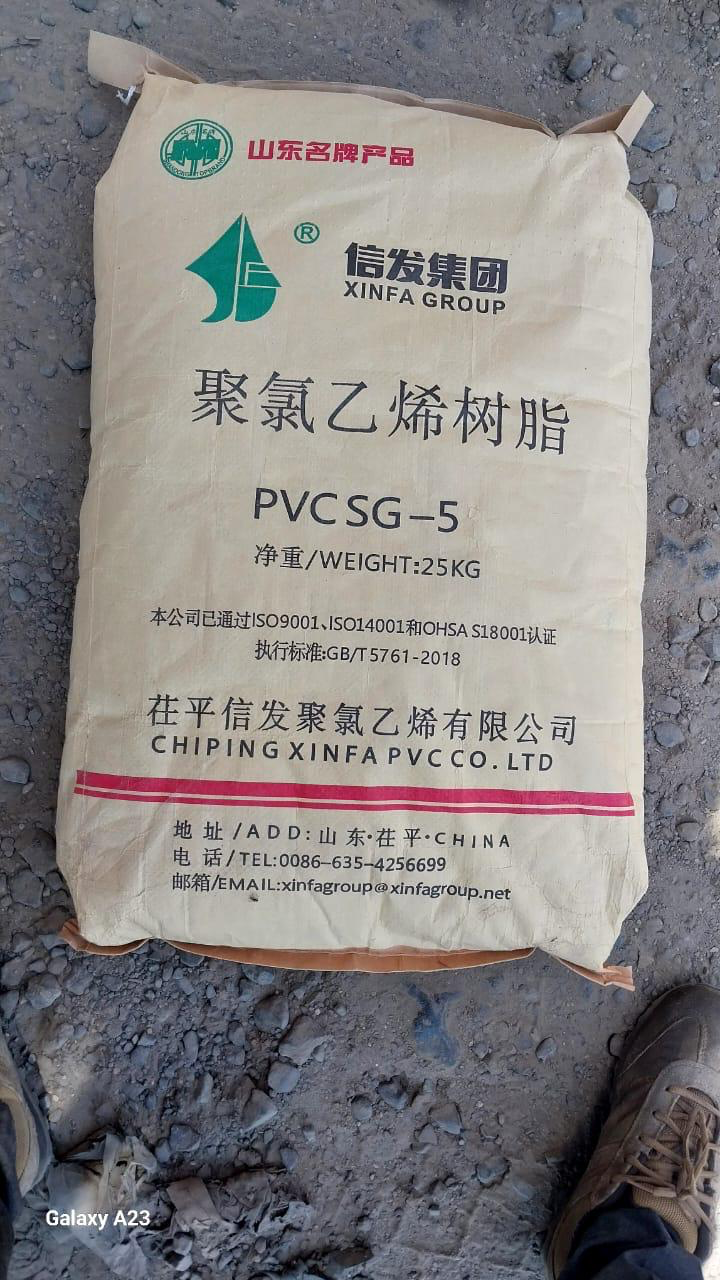 山东名牌产品
®
信发集团
XINFA GROUP
聚氯乙烯树脂
PVC SG-5
净重/WEIGHT:25KG
本公司已通过ISO9001、ISO14001和OHSA S18001认证
执行标准:GB/T5761-2018
茌平信发聚氯乙烯有限公司
CHIPING XINFA PVC CO. LTD
地 址/ADD: 山东·茌平·CHINA
电 话/TEL:0086-635-4256699
邮箱/EMAIL:xinfagroup@xinfagroup.net
Galaxy A23